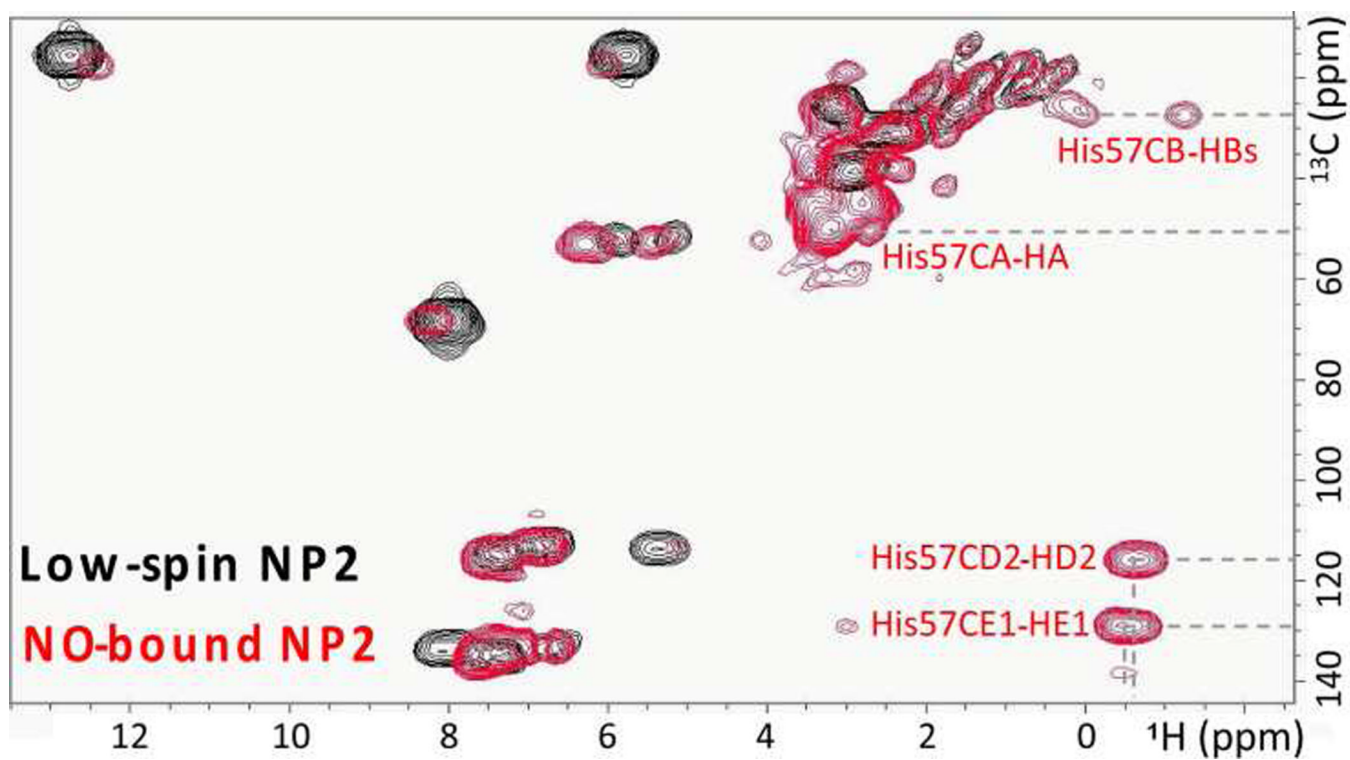 13C (ppm)
His57CB-HBs
His57CA-HA
60
80
100
Low-spin NP2
His57CD2-HD2
120
NO-bound NP2
His57CE1-HE1
140
12 10 8 6 4 2 0 ¹H (ppm)